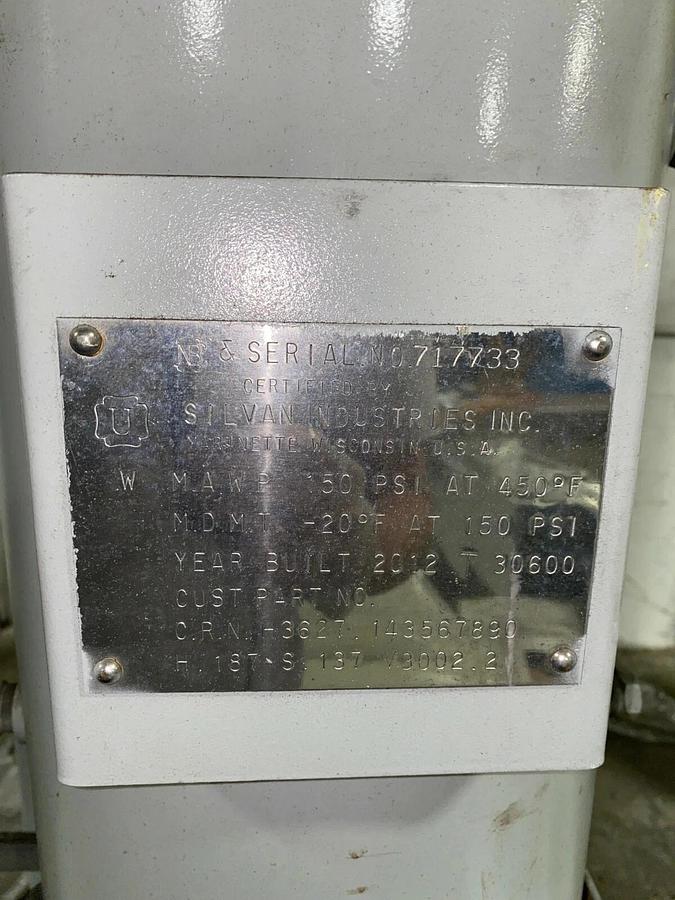 NB & SERIAL NO.717733
CERTIFIED BY
U
SILVAN INDUSTRIES INC.
MARINETTE, WISCONSIN U.S.A.
W M.A.W.P. 150 PSI AT 450°F
M.D.M.T. -20°F AT 150 PSI
YEAR BUILT 2012 T 30600
CUST PART NO.
C.R.N. H3627.143567890
H.187 S.137 V3002.2